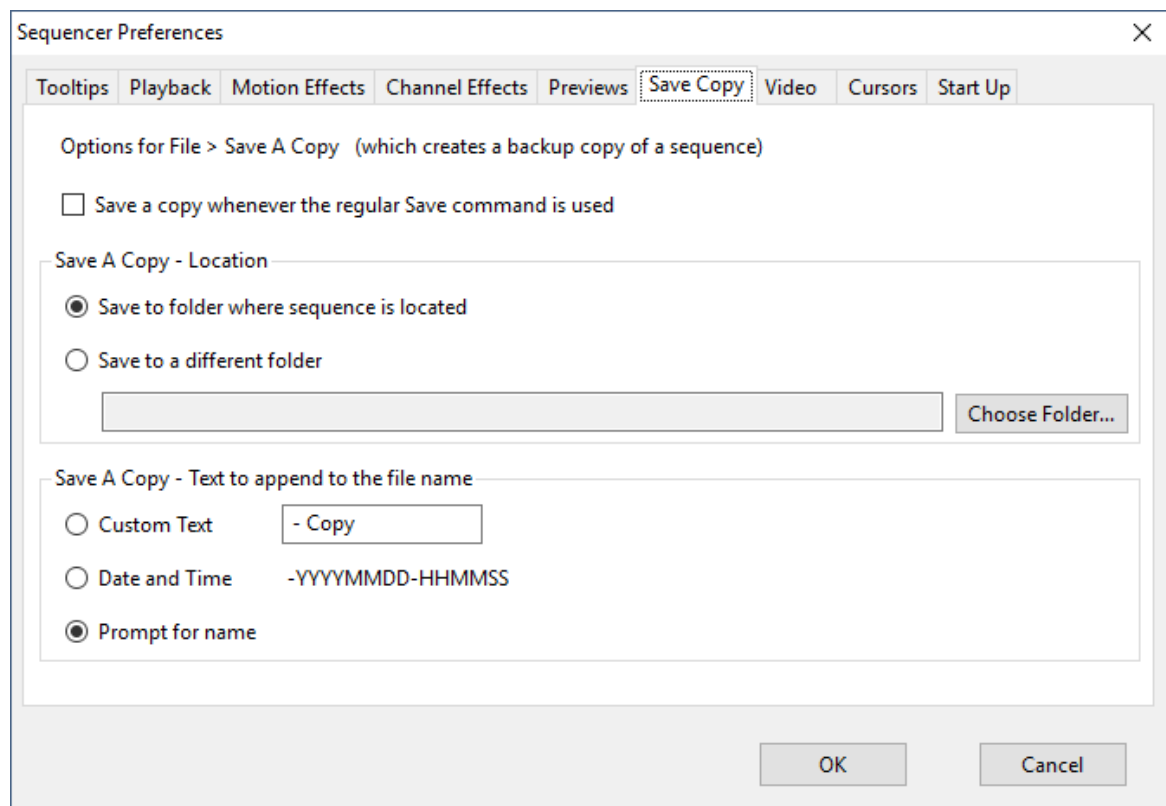 Sequencer Preferences
Tooltips Playback Motion Effects Channel Effects Previews Save Copy Video Cursors Start Up
Options for File > Save A Copy (which creates a backup copy of a sequence)
Save a copy whenever the regular Save command is used
Save A Copy - Location
Save to folder where sequence is located
Save to a different folder
Choose Folder...
Save A Copy - Text to append to the file name
Custom Text - Copy
Date and Time -YYYYMMDD-HHMMSS
Prompt for name
OK Cancel